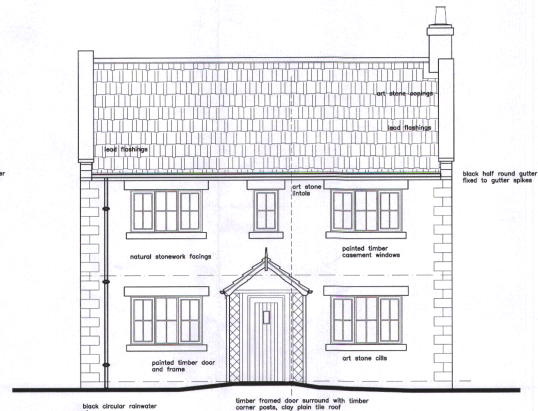 art stone copings
lead flashings
lead flashings
er
black half round gutter
fixed to gutter spikes
art stone
lintols
natural stonework facings
painted timber
casement windows
painted timber door
and frame
art stone cills
black circular rainwater
timber framed door surround with timber
corner posts, clay plain tile roof